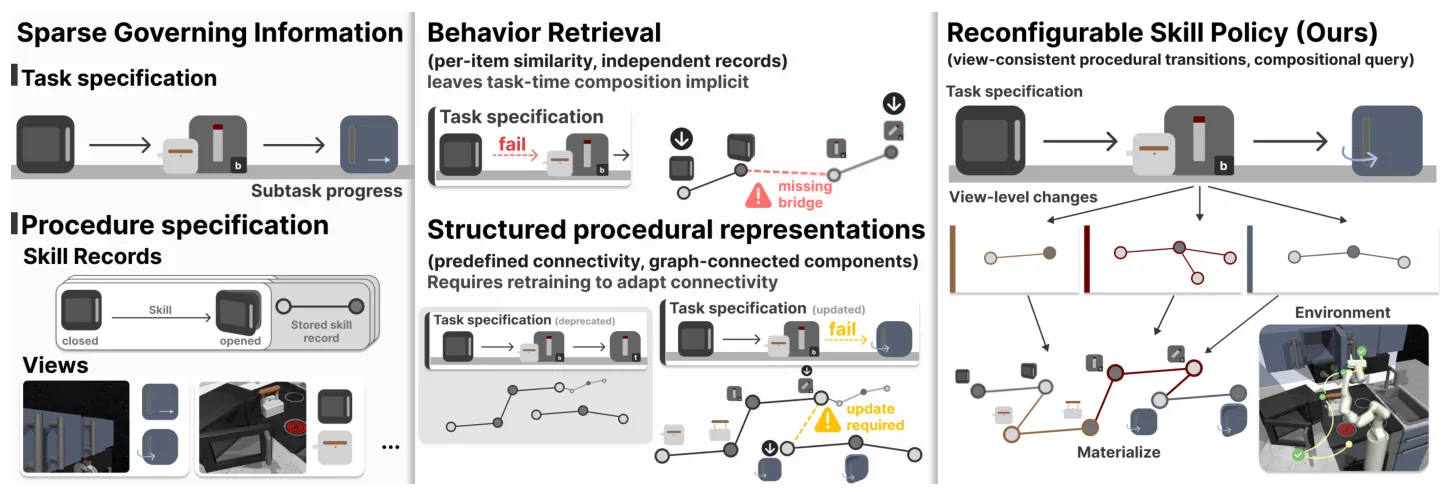 Sparse Governing Information
Task specification
b
Subtask progress
Procedure specification
Skill Records
Skill
closed
opened
Stored skill
record
Views
...
Behavior Retrieval
(per-item similarity, independent records)
leaves task-time composition implicit
Task specification
fail
b
missing
bridge
Structured procedural representations
(predefined connectivity, graph-connected components)
Requires retraining to adapt connectivity
Task specification (deprecated)
b
t
Task specification (updated)
fail
b
update
required
Reconfigurable Skill Policy (Ours)
(view-consistent procedural transitions, compositional query)
Task specification
b
View-level changes
Environment
Materialize